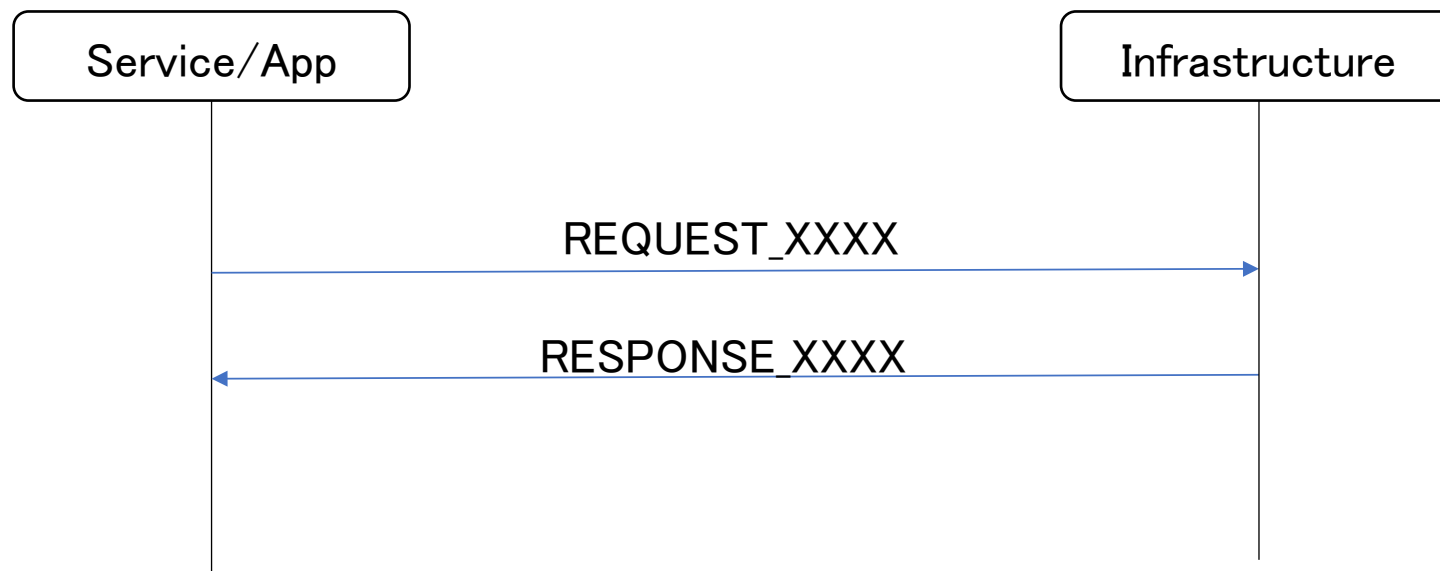 Service/App
Infrastructure
REQUEST_XXXX
RESPONSE_XXXX